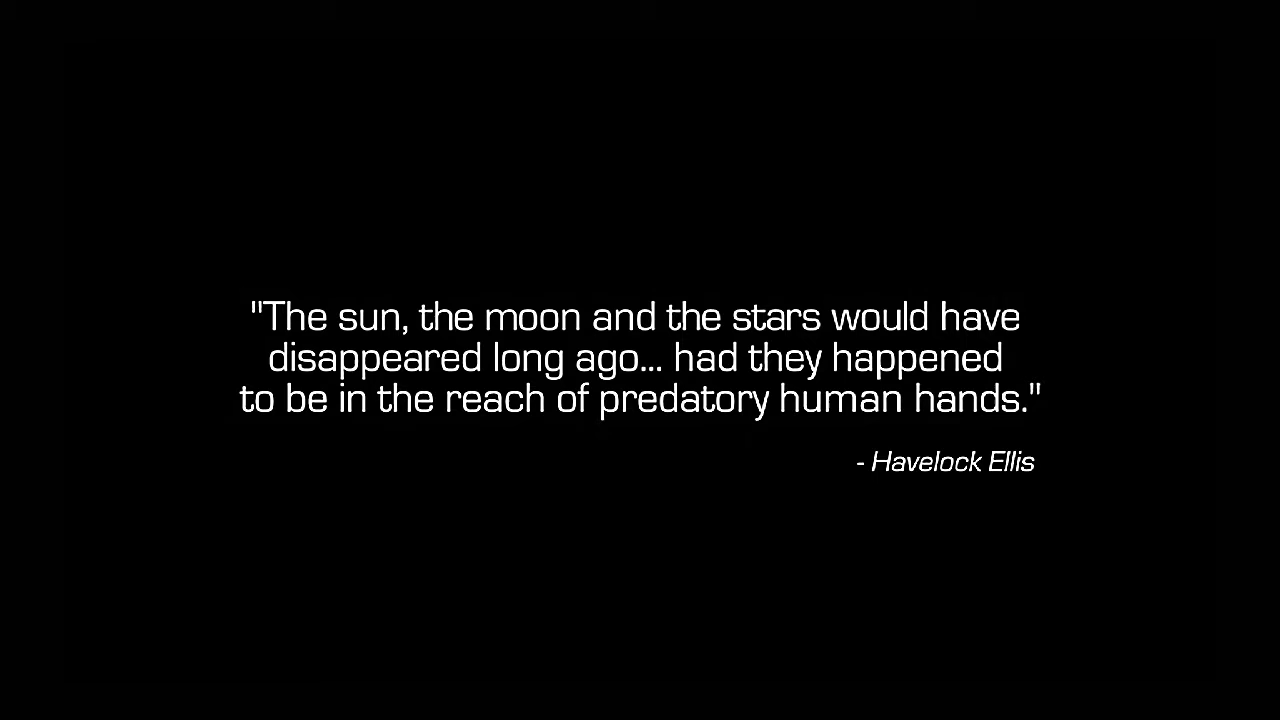 "The sun, the moon and the stars would have
disappeared long ago... had they happened
to be in the reach of predatory human hands."
- Havelock Ellis